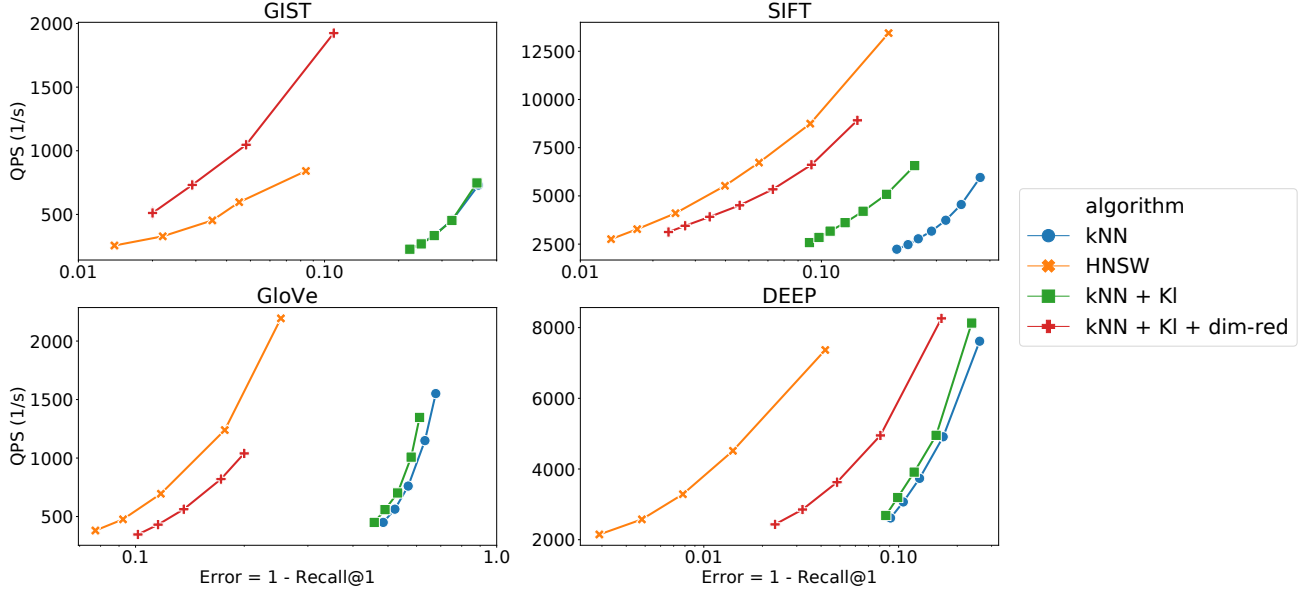 GIST
2000
1500
1000
500
0.01
0.10
QPS (1/s)
SIFT
12500
10000
7500
5000
2500
0.01
0.10
GloVe
2000
1500
1000
500
0.1
1.0
QPS (1/s)
Error = 1 - Recall@1
DEEP
8000
6000
4000
2000
0.01
0.10
Error = 1 - Recall@1
algorithm
kNN
HNSW
kNN + Kl
kNN + Kl + dim-red